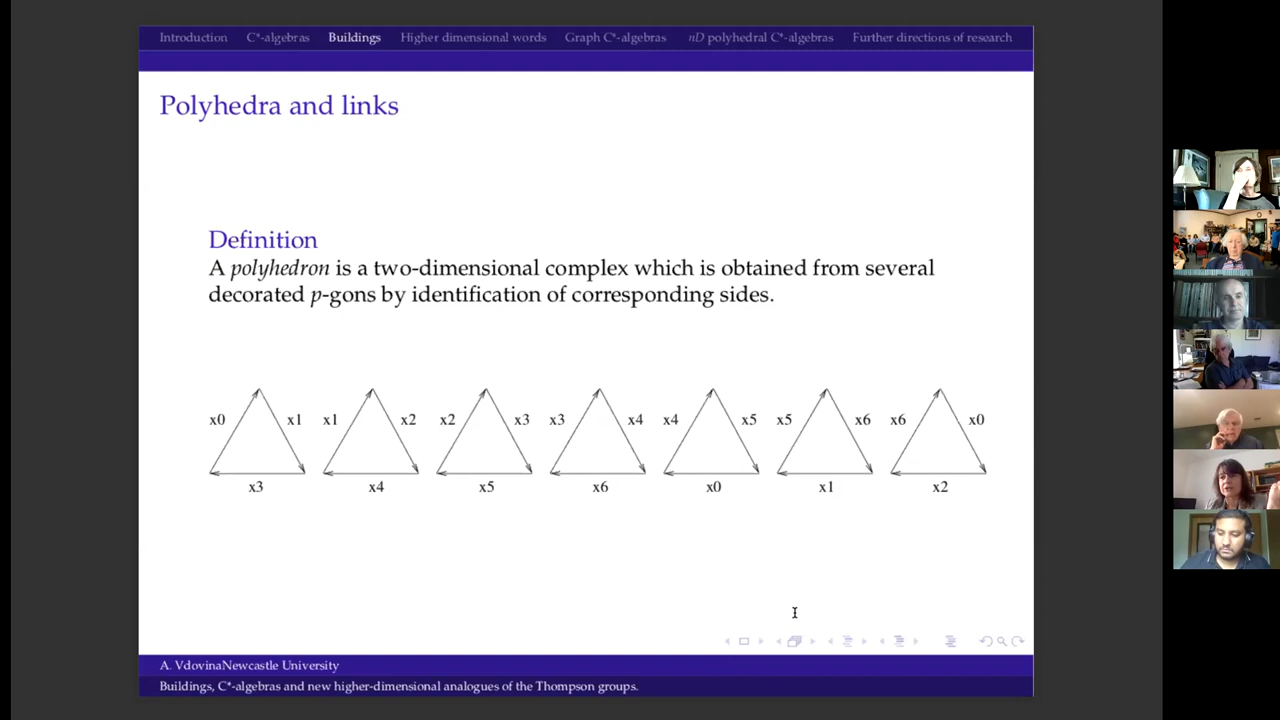 Introduction C*-algebras Buildings Higher dimensional words Graph C*-algebras nD polyhedral C*-algebras Further directions of research
Polyhedra and links
Definition
A polyhedron is a two-dimensional complex which is obtained from several
decorated p-gons by identification of corresponding sides.
x0 x1 x1 x2 x2 x3 x3 x4 x4 x5 x5 x6 x6 x0
x3 x4 x5 x6 x0 x1 x2
A. VdovinaNewcastle University
Buildings, C*-algebras and new higher-dimensional analogues of the Thompson groups.